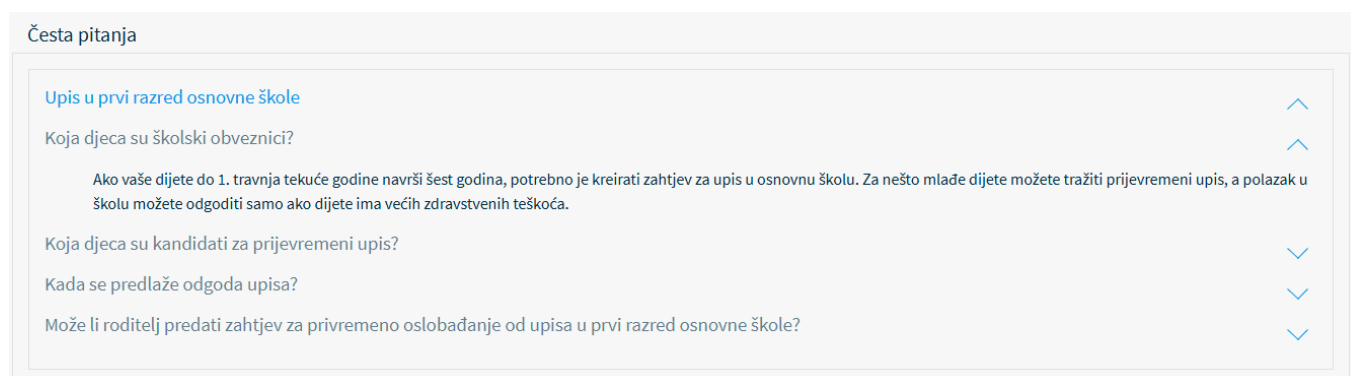 Česta pitanja
Upis u prvi razred osnovne škole
Koja djeca su školski obveznici?
Ako vaše dijete do 1. travnja tekuće godine navrši šest godina, potrebno je kreirati zahtjev za upis u osnovnu školu. Za nešto mlađe dijete možete tražiti prijevremeni upis, a polazak u
školu možete odgoditi samo ako dijete ima većih zdravstvenih teškoća.
Koja djeca su kandidati za prijevremeni upis?
Kada se predlaže odgoda upisa?
Može li roditelj predati zahtjev za privremeno oslobađanje od upisa u prvi razred osnovne škole?